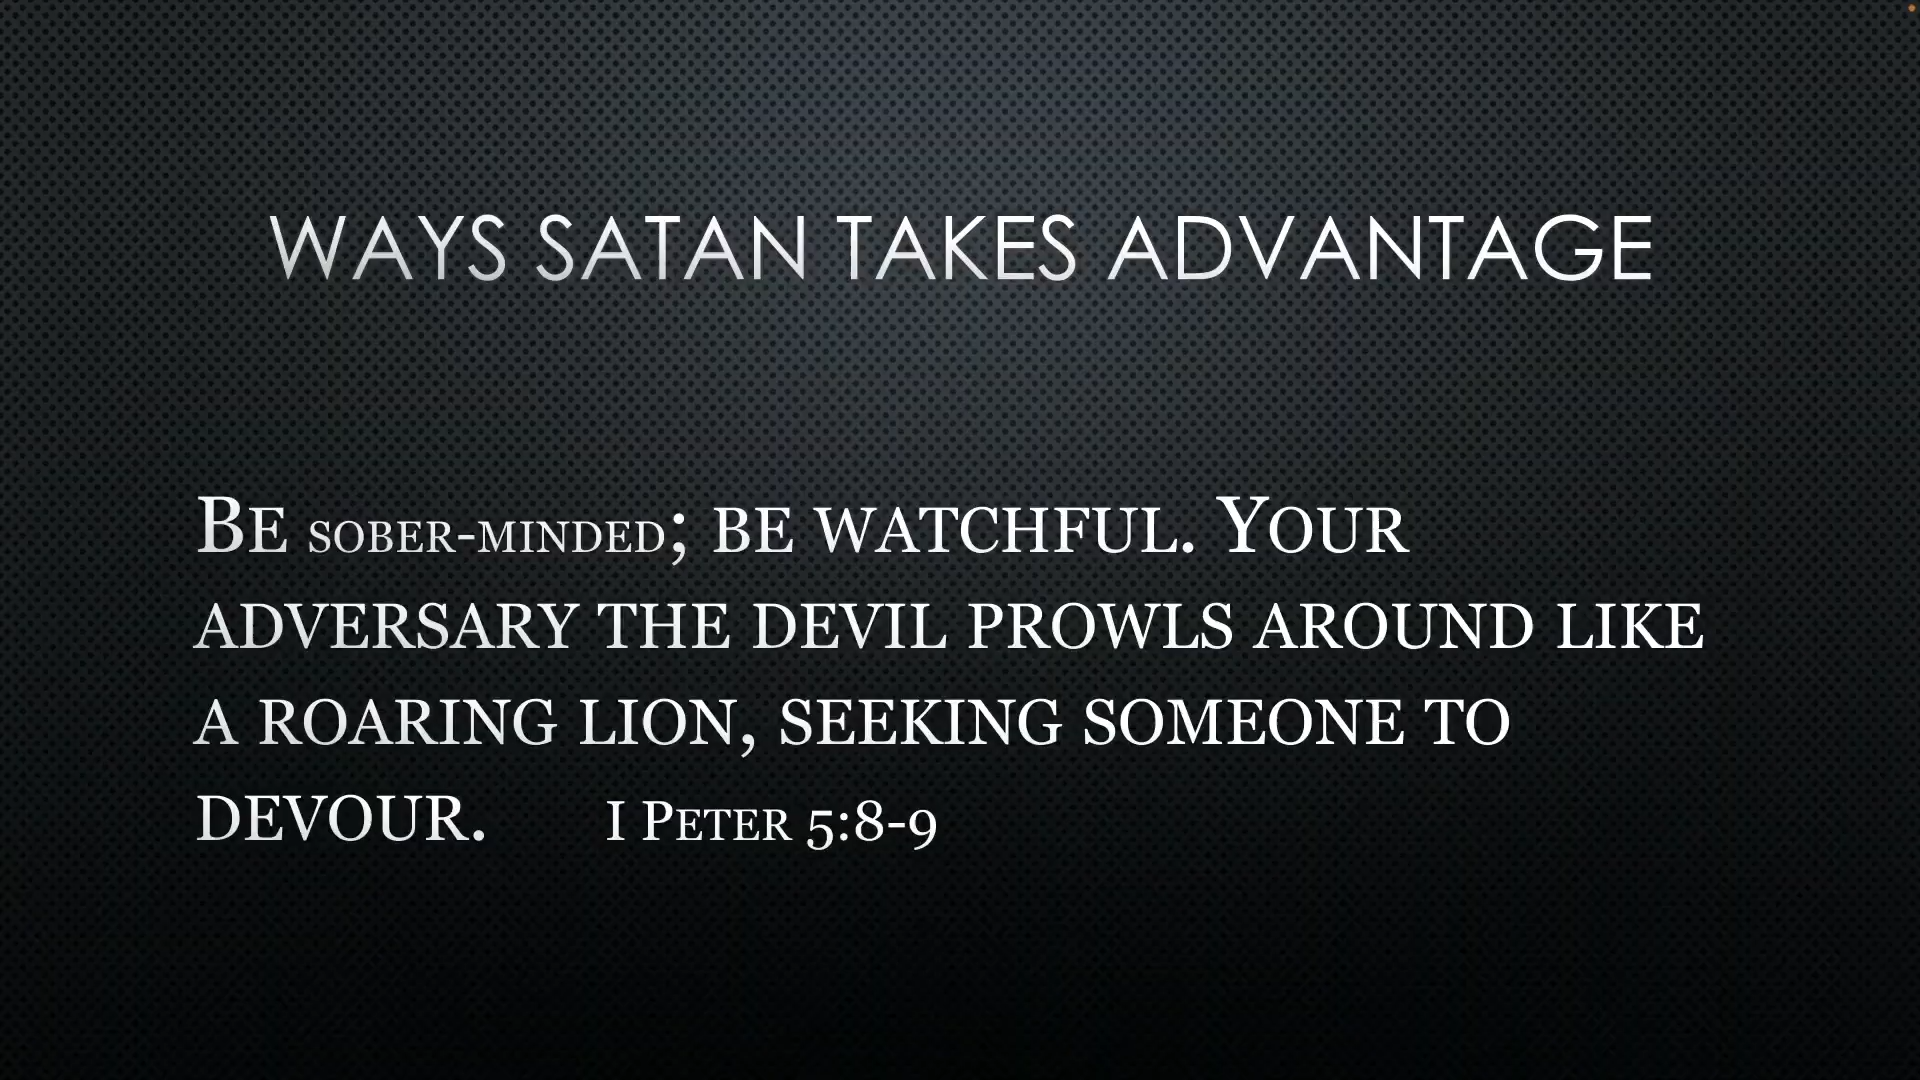 WAYS SATAN TAKES ADVANTAGE
Be sober-minded; be watchful. Your
adversary the devil prowls around like
a roaring lion, seeking someone to
devour. I Peter 5:8-9